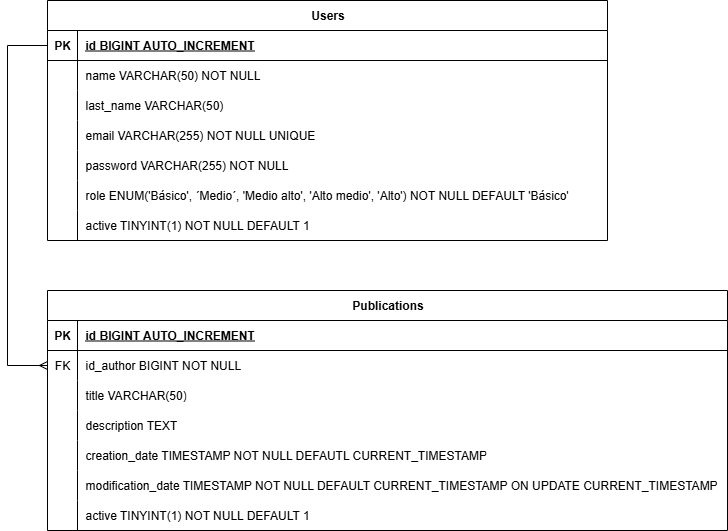 Users
PK id BIGINT AUTO_INCREMENT
name VARCHAR(50) NOT NULL
last_name VARCHAR(50)
email VARCHAR(255) NOT NULL UNIQUE
password VARCHAR(255) NOT NULL
role ENUM('Básico', ´Medio´, 'Medio alto', 'Alto medio', 'Alto') NOT NULL DEFAULT 'Básico'
active TINYINT(1) NOT NULL DEFAULT 1
Publications
PK id BIGINT AUTO_INCREMENT
FK id_author BIGINT NOT NULL
title VARCHAR(50)
description TEXT
creation_date TIMESTAMP NOT NULL DEFAUTL CURRENT_TIMESTAMP
modification_date TIMESTAMP NOT NULL DEFAULT CURRENT_TIMESTAMP ON UPDATE CURRENT_TIMESTAMP
active TINYINT(1) NOT NULL DEFAULT 1